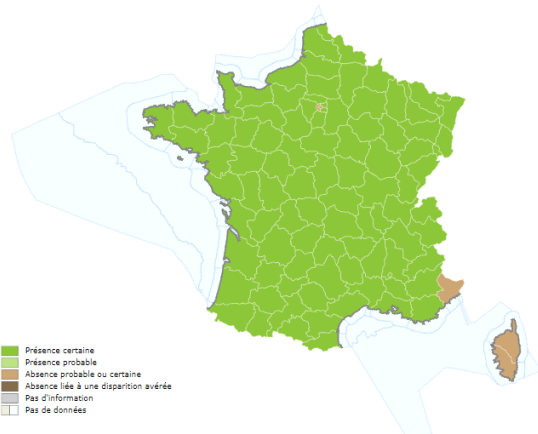 Présence certaine
Présence probable
Absence probable ou certaine
Absence liée à une disparition avérée
Pas d'information
Pas de données